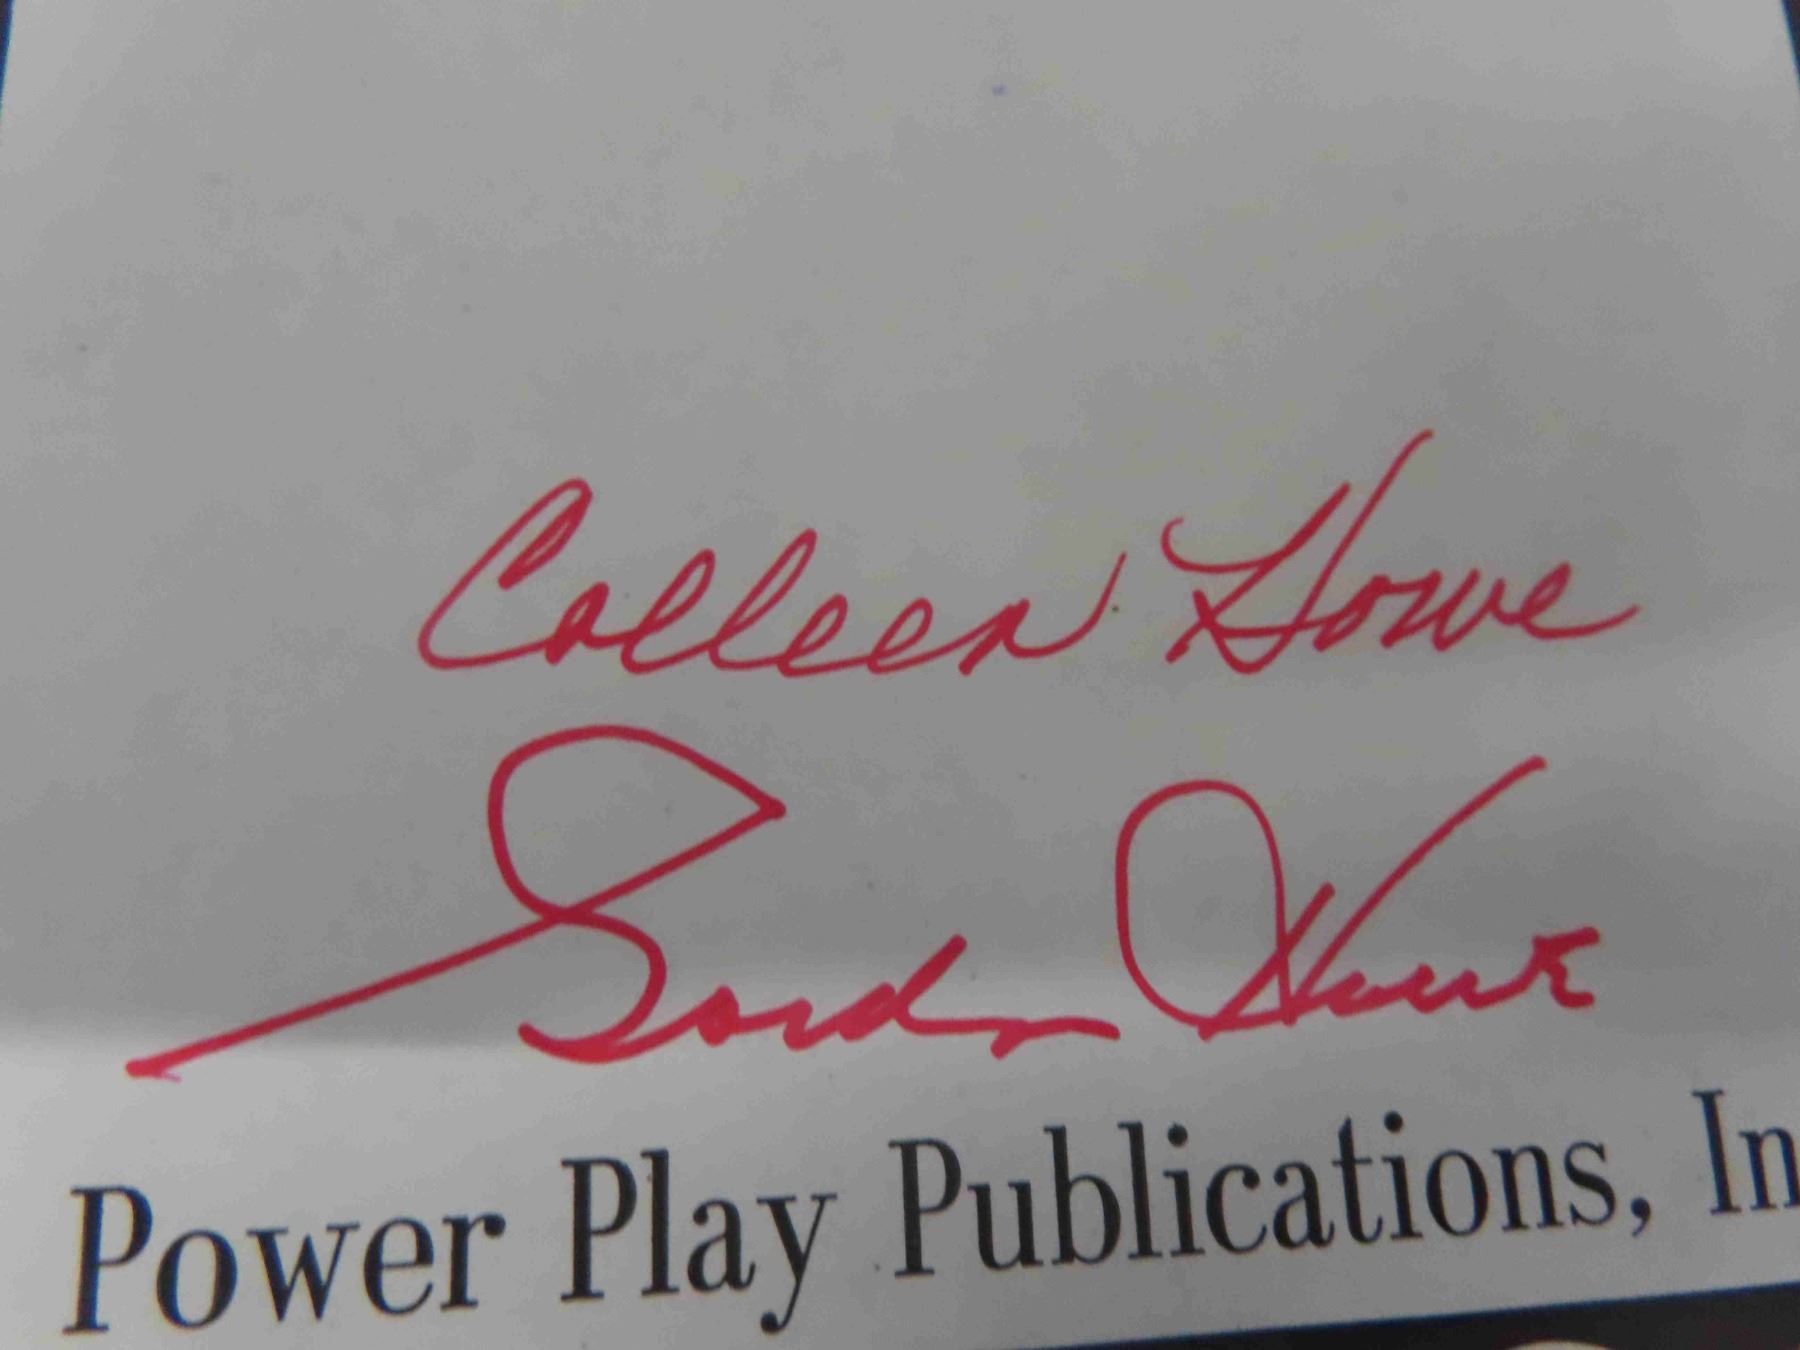 Colleen Howe
Gordon Howe
Power Play Publications, In